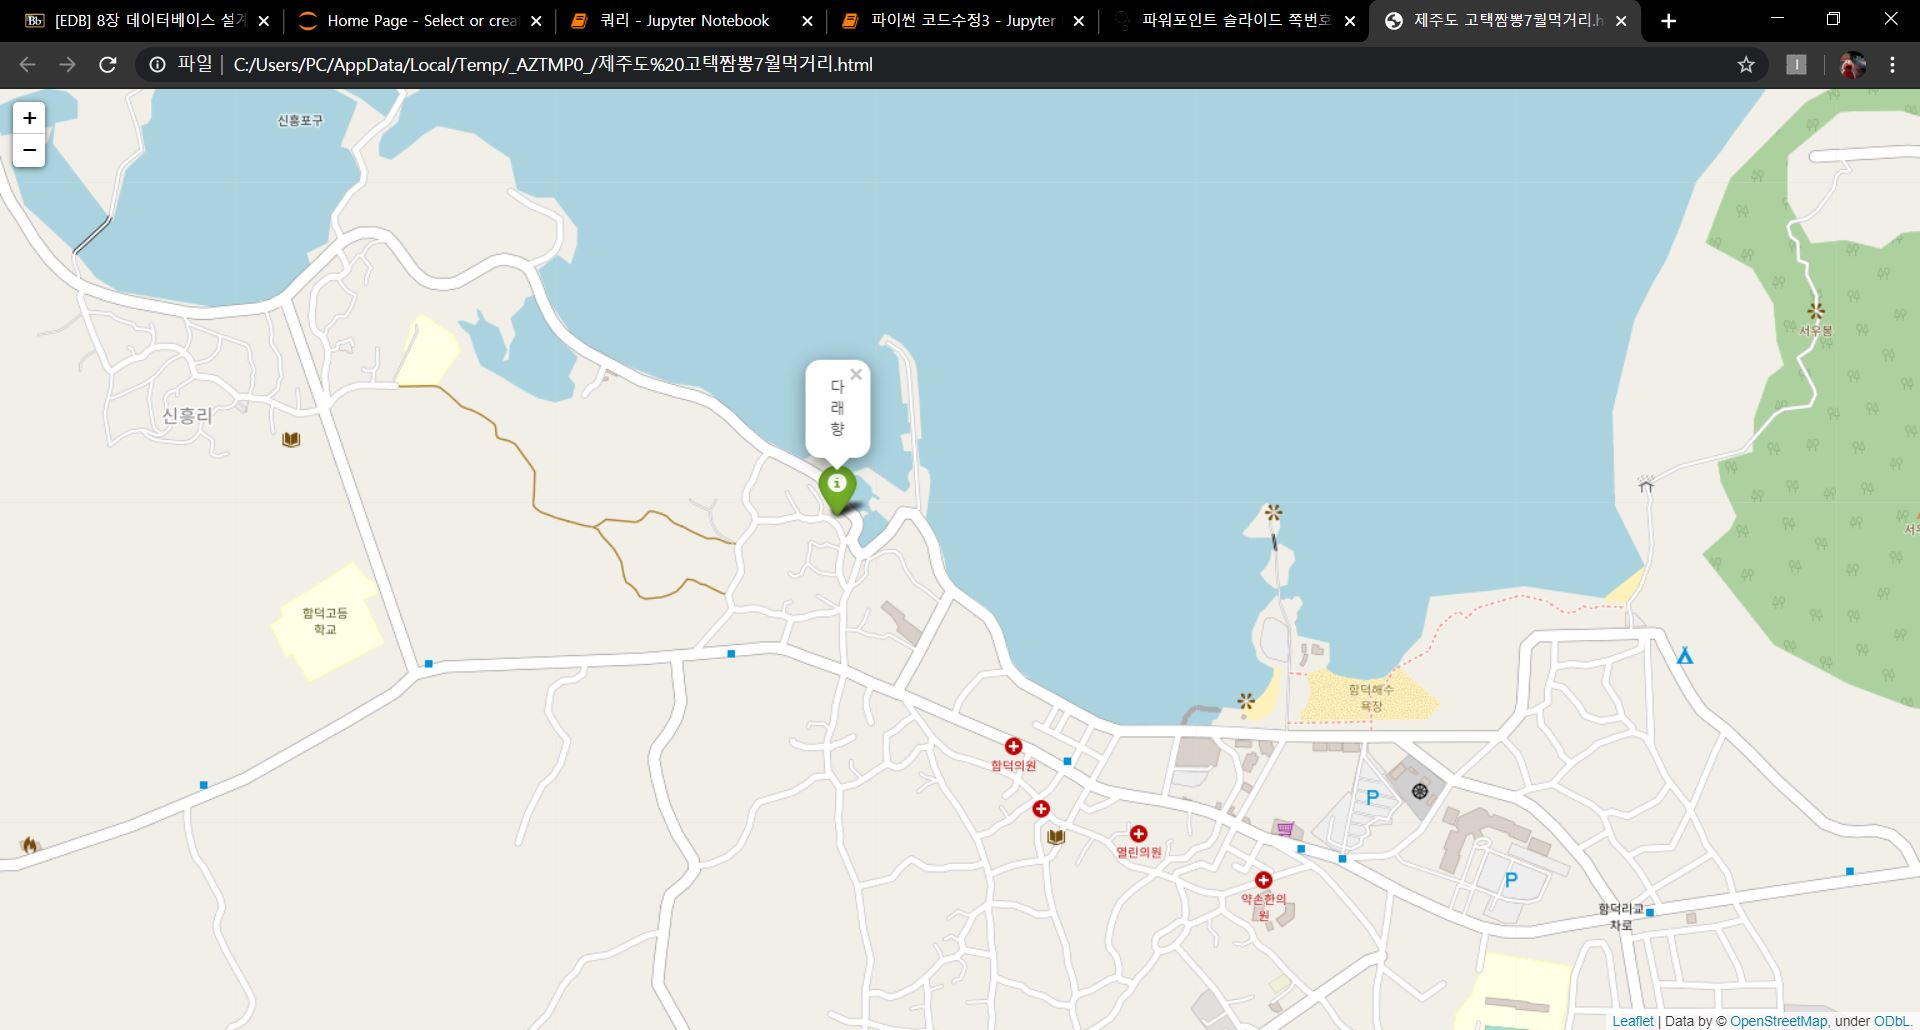 [EDB] 8장 데이터베이스 설계
Home Page - Select or crea
쿼리 - Jupyter Notebook
파이썬 코드수정3 - Jupyter
파워포인트 슬라이드 쪽번호
제주도 고택짬뽕7월먹거리.h
파일 | C:/Users/PC/AppData/Local/Temp/_AZTMP0_/제주도%20고택짬뽕7월먹거리.html
+
−
신흥포구
서우봉
다
래
향
신흥리
서우
함덕고등
학교
함덕해수
욕장
함덕의원
P
열린의원
P
약손한의
원
함덕리교
차로
Leaflet | Data by © OpenStreetMap, under ODbL.